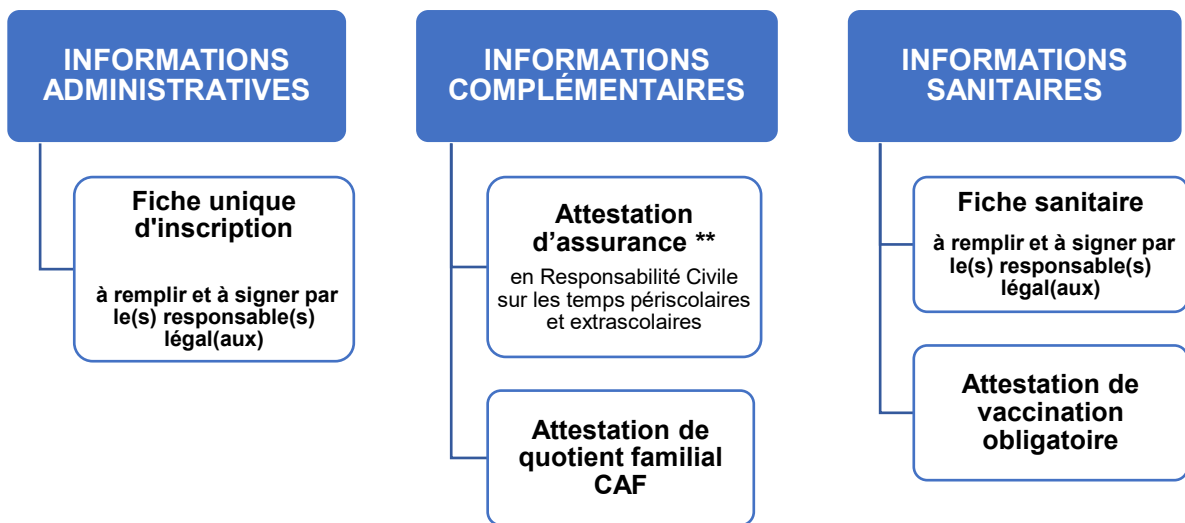 INFORMATIONS
ADMINISTRATIVES
Fiche unique
d'inscription
à remplir et à signer par
le(s) responsable(s)
légal(aux)
INFORMATIONS
COMPLÉMENTAIRES
Attestation
d’assurance **
en Responsabilité Civile
sur les temps périscolaires
et extrascolaires
Attestation de
quotient familial
CAF
INFORMATIONS
SANITAIRES
Fiche sanitaire
à remplir et à signer par
le(s) responsable(s)
légal(aux)
Attestation de
vaccination
obligatoire